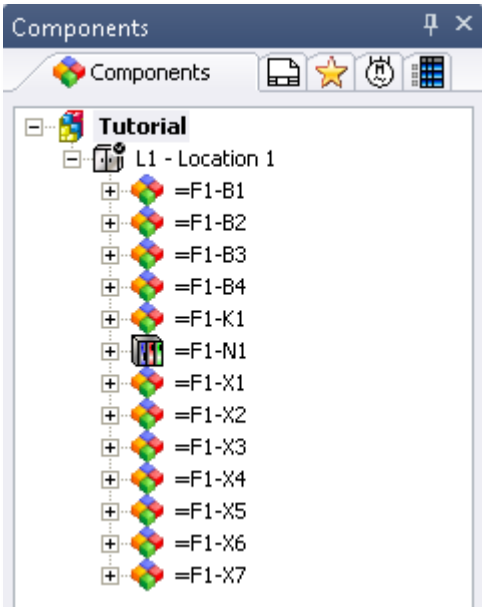 Components
Components
Tutorial
L1 - Location 1
=F1-B1
=F1-B2
=F1-B3
=F1-B4
=F1-K1
=F1-N1
=F1-X1
=F1-X2
=F1-X3
=F1-X4
=F1-X5
=F1-X6
=F1-X7